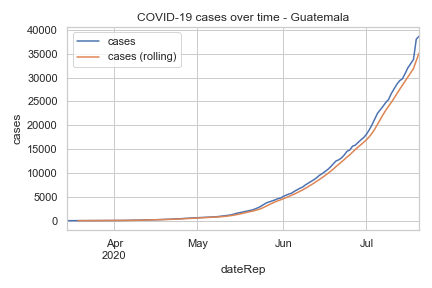 COVID-19 cases over time - Guatemala
cases
cases (rolling)
40000
35000
30000
25000
20000
15000
10000
5000
0
cases
Apr
2020
May
Jun
Jul
dateRep